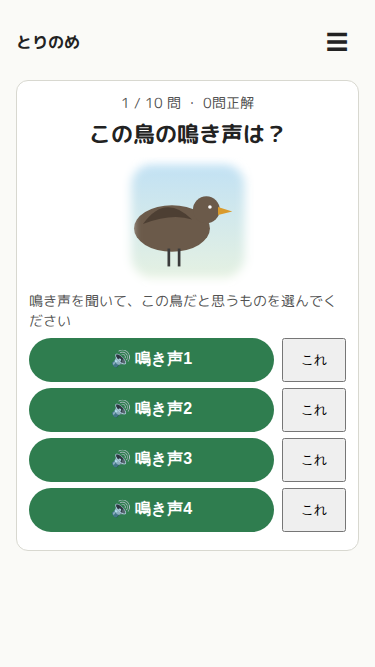 とりのめ
1 / 10 問 · 0問正解
この鳥の鳴き声は？
鳴き声を聞いて、この鳥だと思うものを選んでく
ださい
🔊 鳴き声1
これ
🔊 鳴き声2
これ
🔊 鳴き声3
これ
🔊 鳴き声4
これ